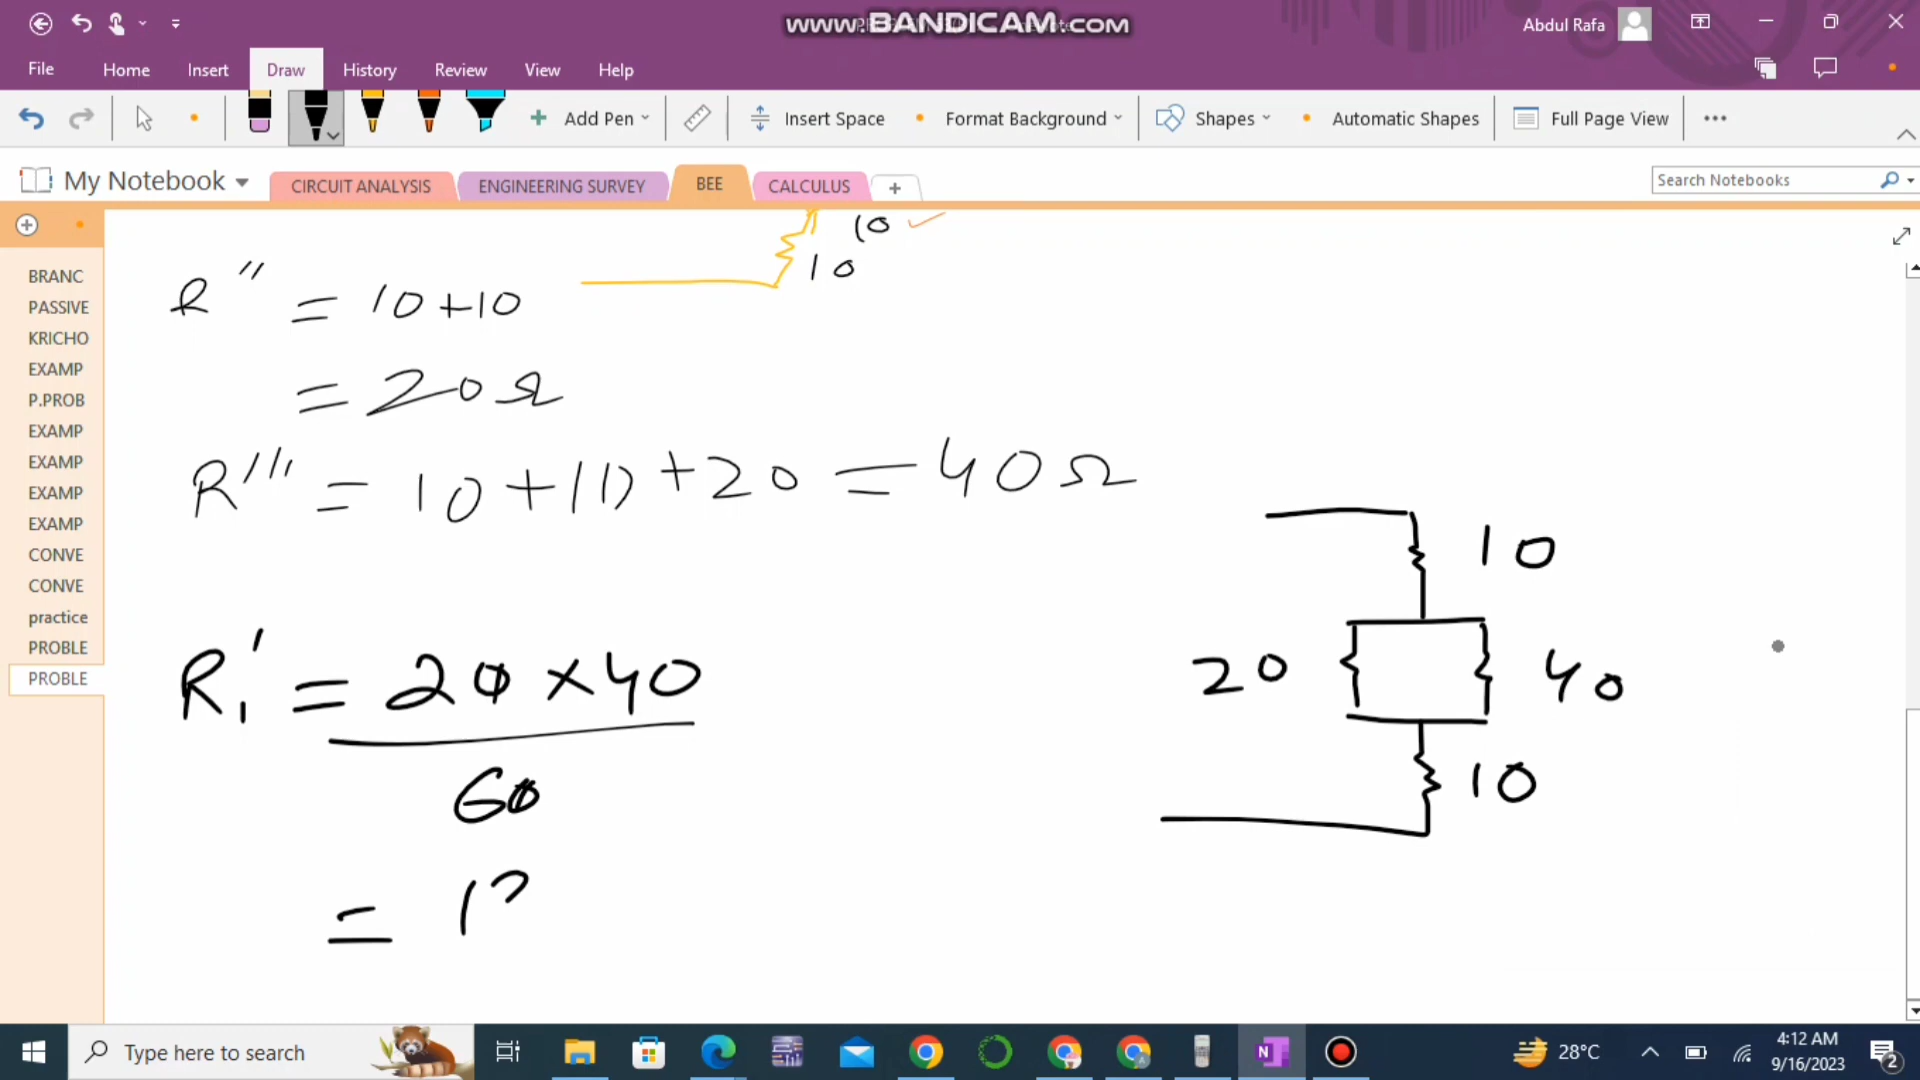 www.BANDICAM.com
Abdul Rafa
File Home Insert Draw History Review View Help
Add Pen Insert Space Format Background Shapes Automatic Shapes Full Page View
My Notebook CIRCUIT ANALYSIS ENGINEERING SURVEY BEE CALCULUS + Search Notebooks
BRANC
PASSIVE
KRICHO
EXAMP
P.PROB
EXAMP
EXAMP
EXAMP
EXAMP
CONVE
CONVE
practice
PROBLE
PROBLE
10
10
R'' = 10+10
= 20Ω
R''' = 10+10+20 = 40Ω
R₁' = 20×40
60
= 1
10
20 40
10
Type here to search
28°C
4:12 AM
9/16/2023
2